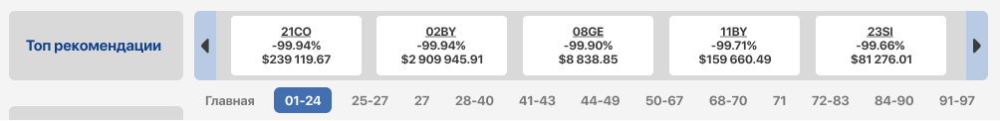 Топ рекомендации
21CO
-99.94%
$239 119.67
02BY
-99.94%
$2 909 945.91
08GE
-99.90%
$8 838.85
11BY
-99.71%
$159 660.49
23SI
-99.66%
$81 276.01
Главная 01-24 25-27 27 28-40 41-43 44-49 50-67 68-70 71 72-83 84-90 91-97